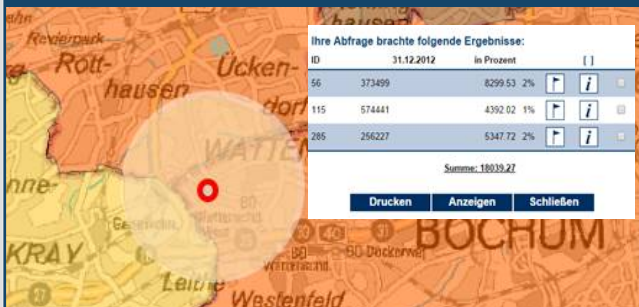 Revierpark
Rott-
hausen
Ücken-
dorf
WATTEN
KRAY
Leithe
Westenfeld
BOCHUM
hausen
Ihre Abfrage brachte folgende Ergebnisse:
ID 31.12.2012 in Prozent [ ]
56 373499 8299.53 2% i
115 574441 4392.02 1% i
285 256227 5347.72 2% i
Summe: 18039.27
Drucken Anzeigen Schließen